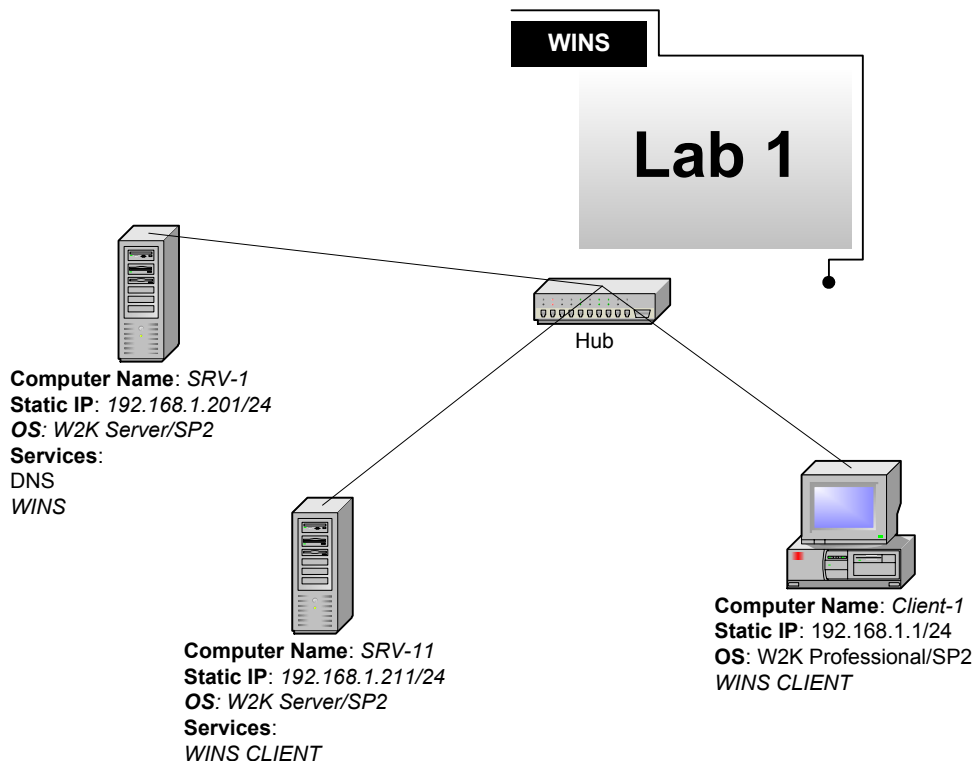 WINS
Lab 1
Hub
Computer Name: SRV-1
Static IP: 192.168.1.201/24
OS: W2K Server/SP2
Services:
DNS
WINS
Computer Name: SRV-11
Static IP: 192.168.1.211/24
OS: W2K Server/SP2
Services:
WINS CLIENT
Computer Name: Client-1
Static IP: 192.168.1.1/24
OS: W2K Professional/SP2
WINS CLIENT